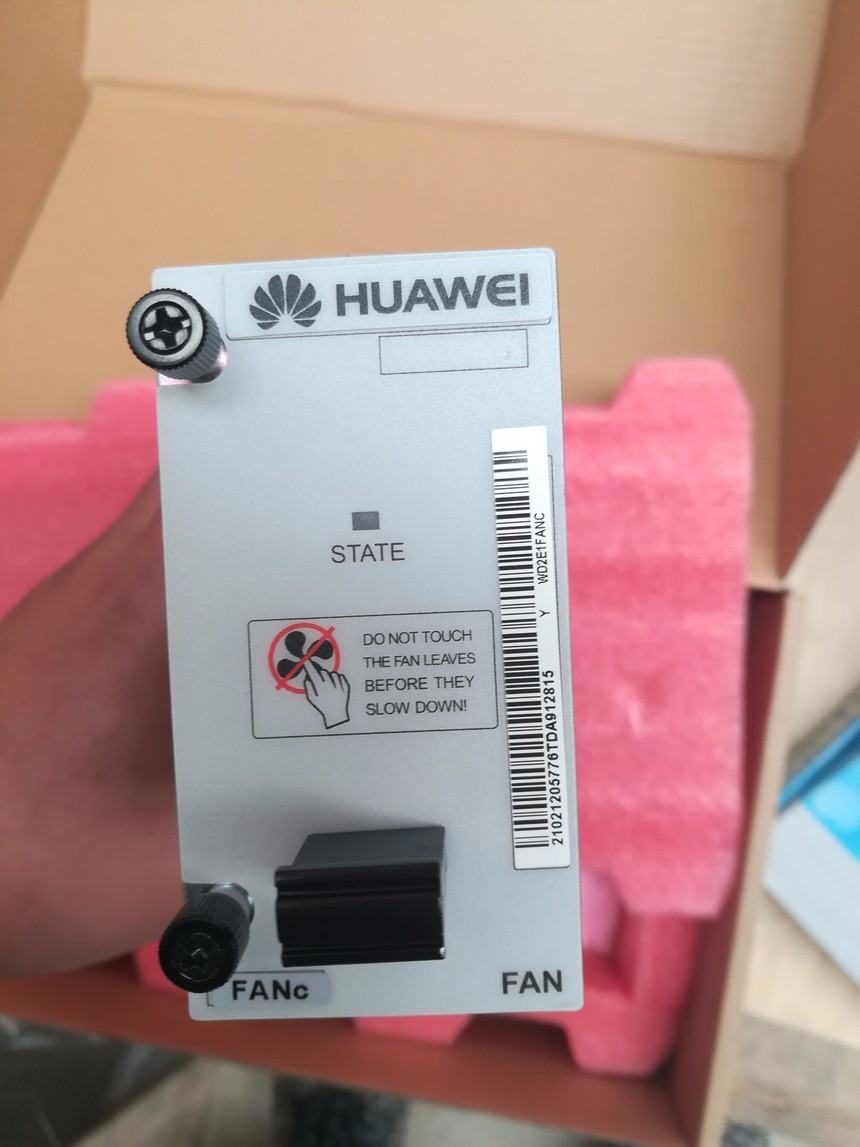 HUAWEI
STATE
DO NOT TOUCH
THE FAN LEAVES
BEFORE THEY
SLOW DOWN!
21021205776TDA912815 Y WD2E1FANC
FANc
FAN